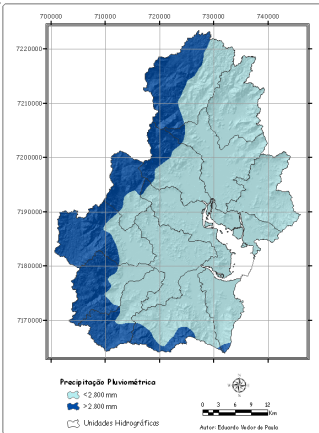 700000 710000 720000 730000 740000
7220000
7210000
7200000
7190000
7180000
7170000
Precipitação Pluviométrica
<2.800 mm
>2.800 mm
Unidades Hidrográficas
0 3 6 9 12
Km
Autor: Eduardo Vedor de Paula